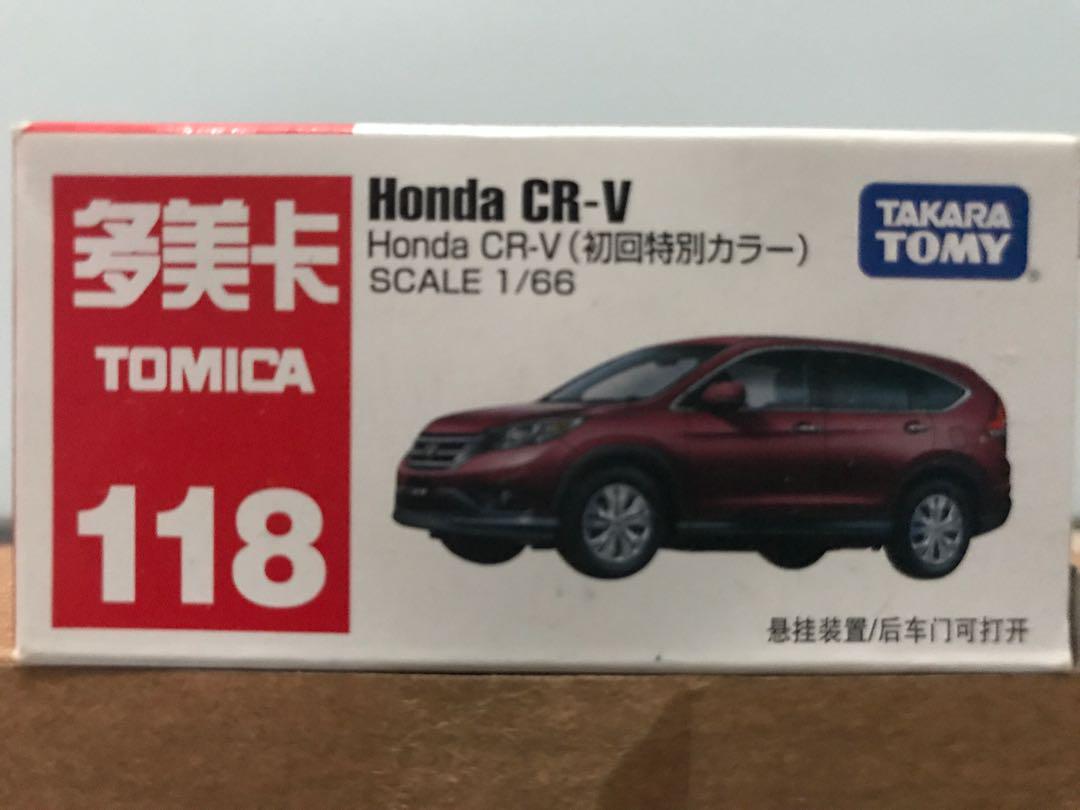 多美卡
TOMICA
118
Honda CR-V
Honda CR-V(初回特別カラー)
SCALE 1/66
TAKARA
TOMY
悬挂装置/后车门可打开